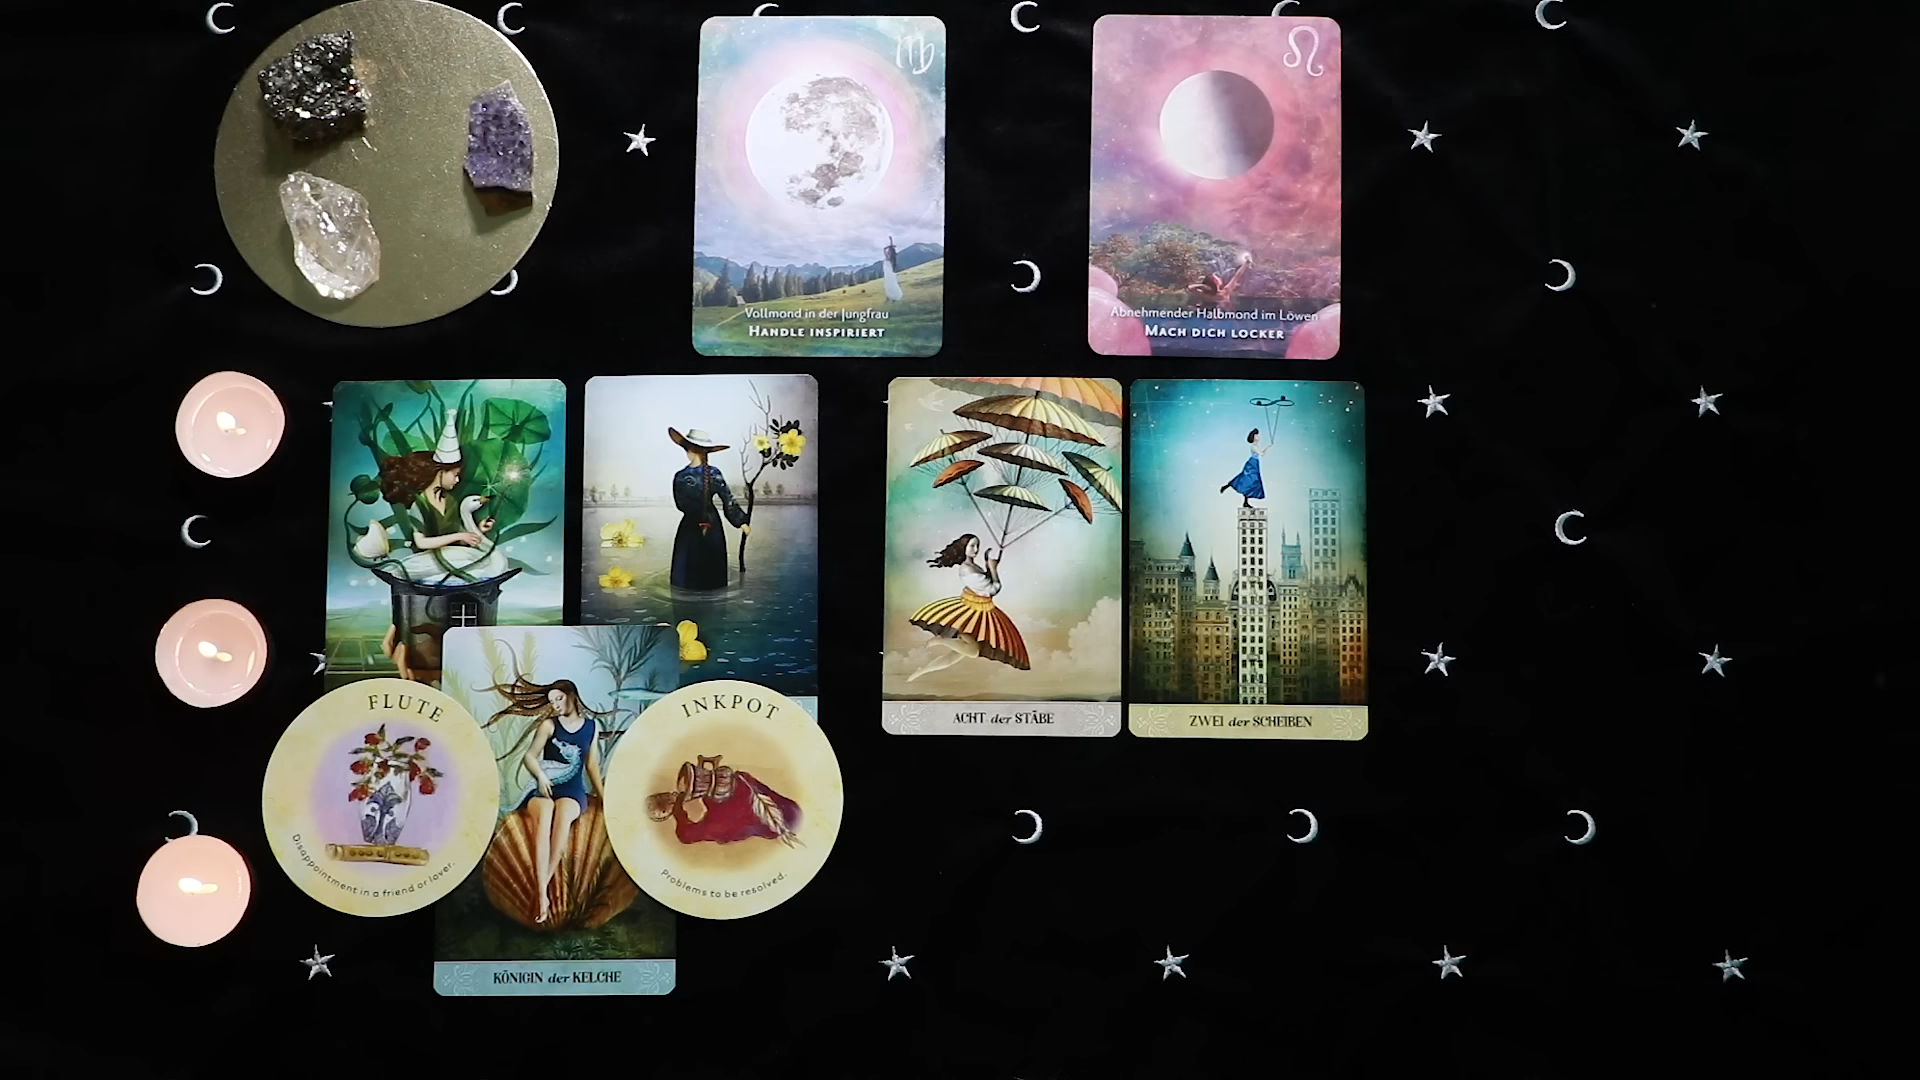 Vollmond in der Jungfrau
HANDLE INSPIRIERT
Abnehmender Halbmond im Löwen
MACH DICH LOCKER
ACHT der STÄBE
ZWEI der SCHEIBEN
FLUTE
Disappointment in a friend or lover.
INKPOT
Problems to be resolved.
KÖNIGIN der KELCHE